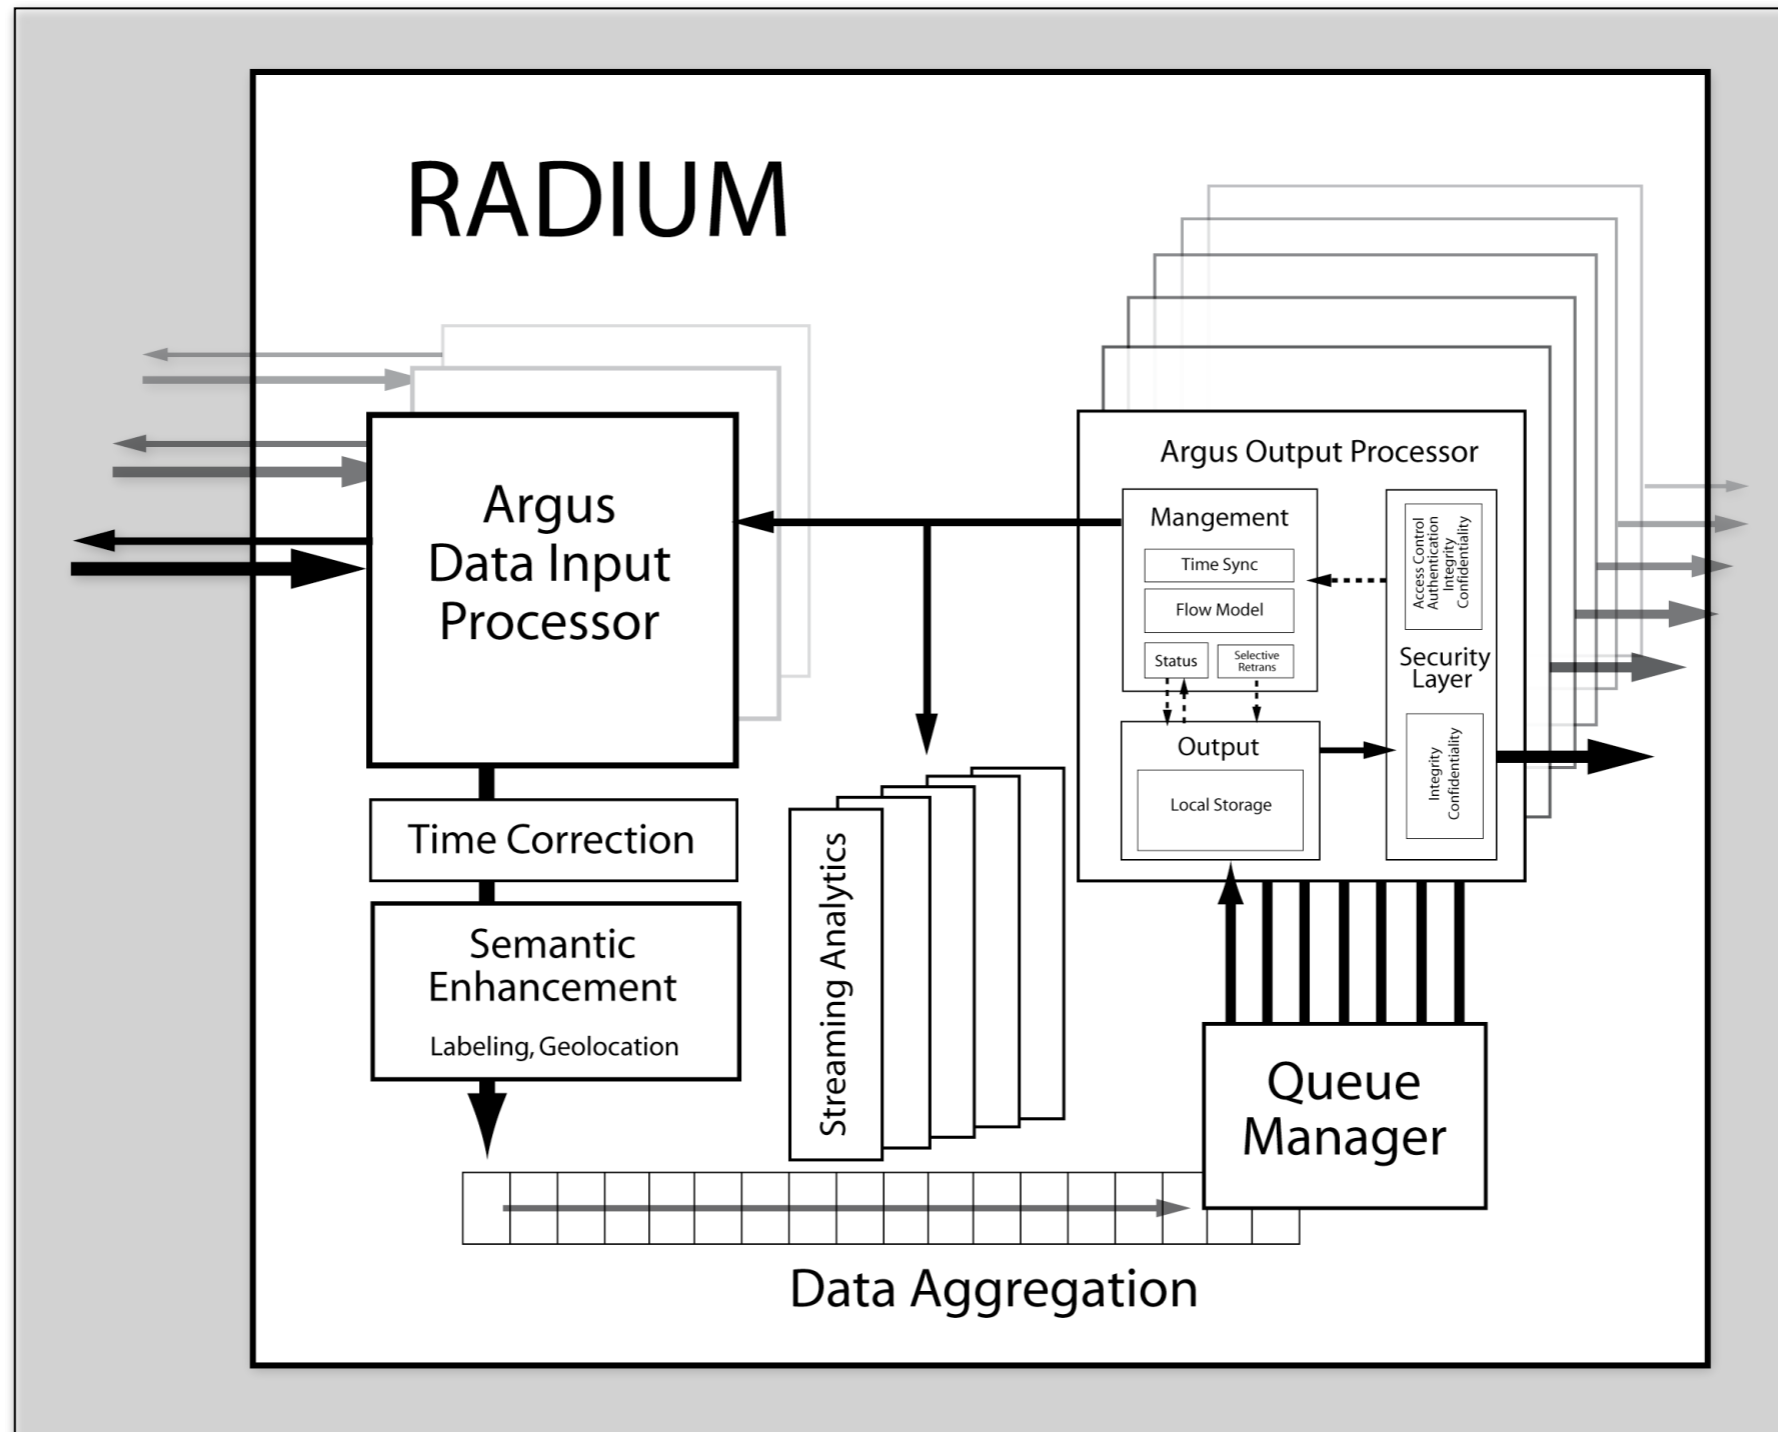 RADIUM
Argus
Data Input
Processor
Time Correction
Semantic
Enhancement
Labeling, Geolocation
Streaming Analytics
Argus Output Processor
Mangement
Time Sync
Flow Model
Status
Selective
Retrans
Output
Local Storage
Access Control
Authentication
Integrity
Confidentiality
Security
Layer
Integrity
Confidentiality
Queue
Manager
Data Aggregation